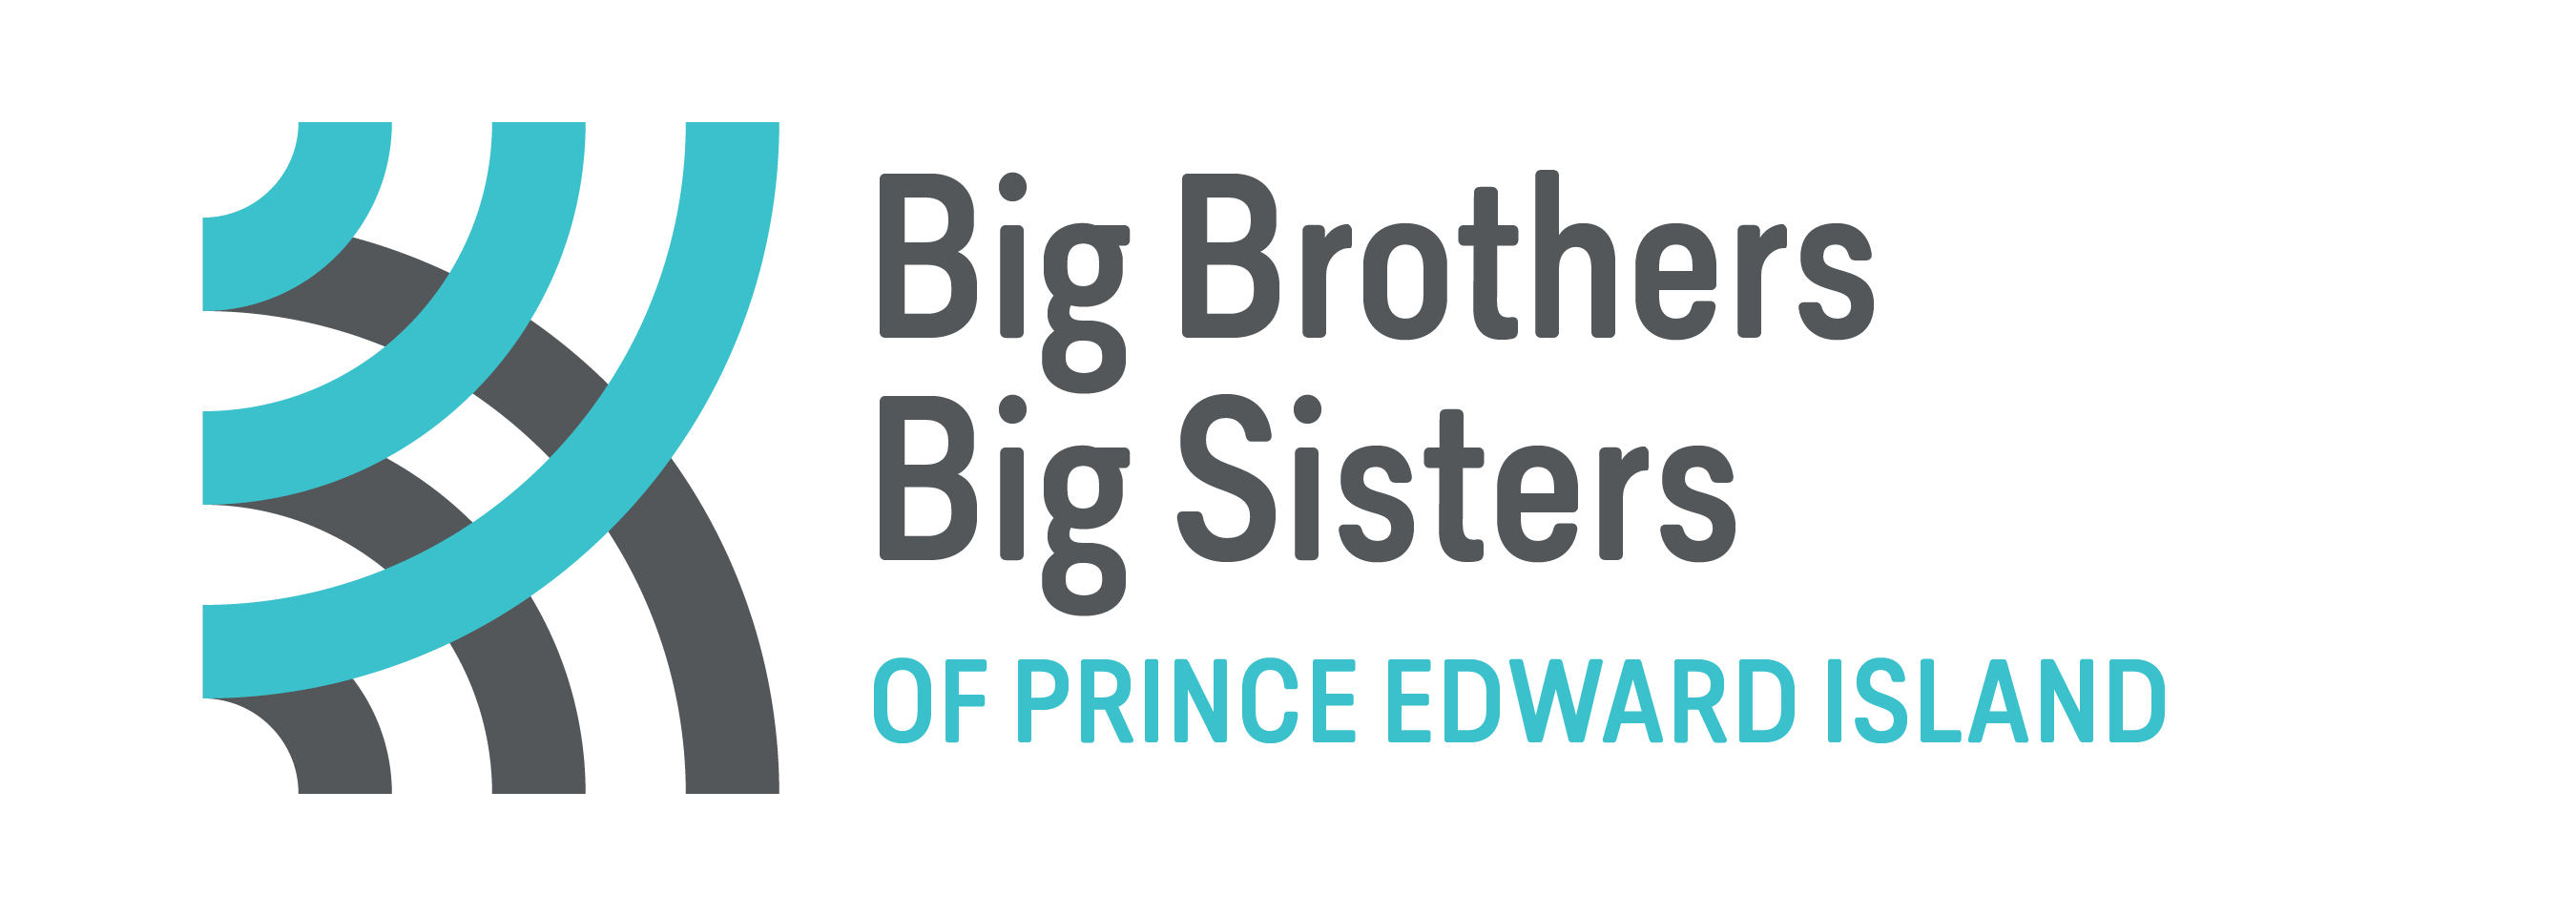 Big Brothers
Big Sisters
OF PRINCE EDWARD ISLAND